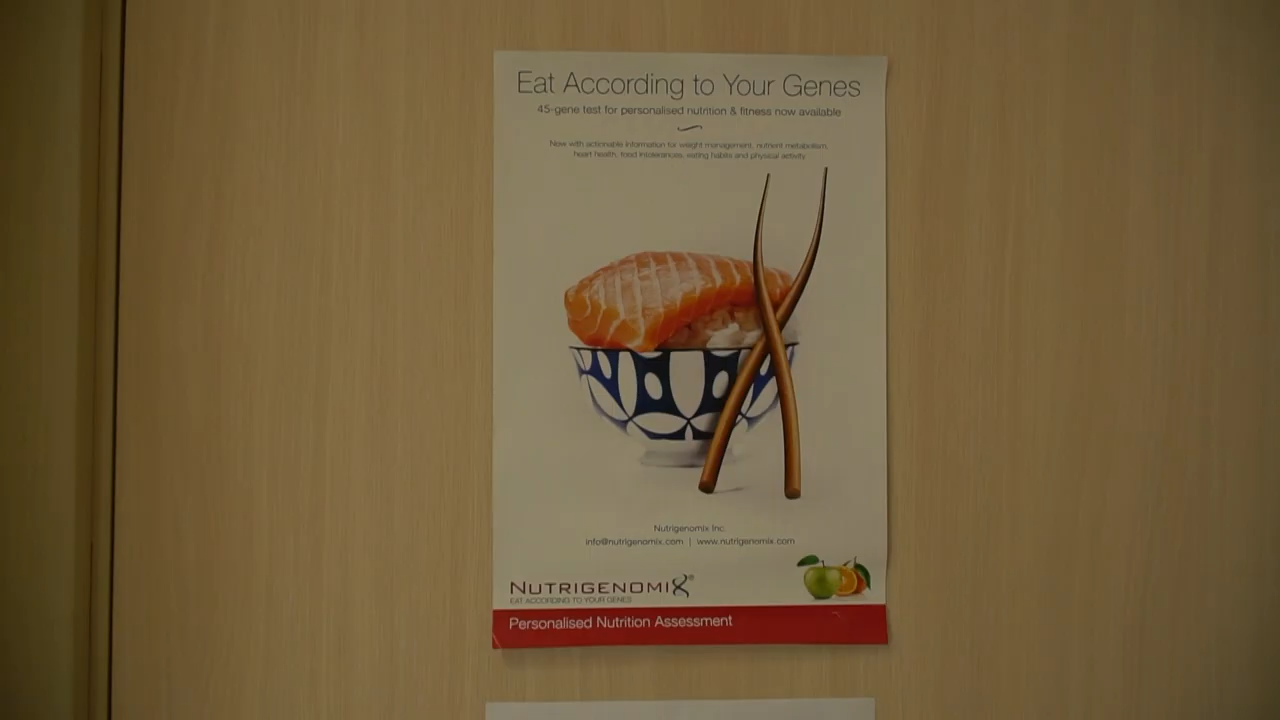 Eat According to Your Genes
45-gene test for personalised nutrition & fitness now available
Now with actionable information for weight management, nutrient metabolism,
heart health, food intolerances, eating habits and physical activity
Nutrigenomix Inc.
info@nutrigenomix.com | www.nutrigenomix.com
NUTRIGENOMIX®
EAT ACCORDING TO YOUR GENES
Personalised Nutrition Assessment